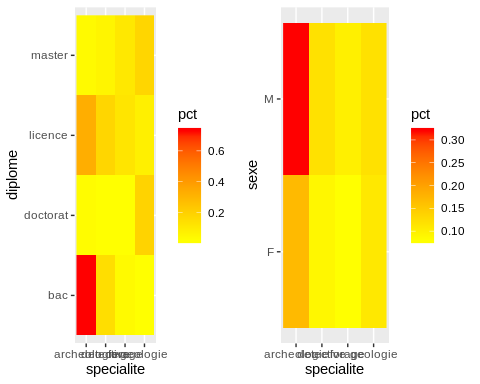 master
licence
doctorat
bac
diplome
specialite
pct
0.6
0.4
0.2
M
F
sexe
specialite
pct
0.30
0.25
0.20
0.15
0.10